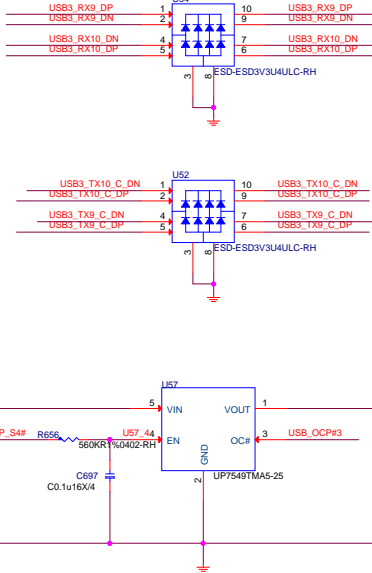 USB3_RX9_DP 1 10 USB3_RX9_DP
USB3_RX9_DN 2 9 USB3_RX9_DN
USB3_RX10_DN 4 7 USB3_RX10_DN
USB3_RX10_DP 5 6 USB3_RX10_DP
3 8 ESD-ESD3V3U4ULC-RH
U52
USB3_TX10_C_DN 1 10 USB3_TX10_C_DN
USB3_TX10_C_DP 2 9 USB3_TX10_C_DP
USB3_TX9_C_DN 4 7 USB3_TX9_C_DN
USB3_TX9_C_DP 5 6 USB3_TX9_C_DP
3 8 ESD-ESD3V3U4ULC-RH
U57
5 VIN VOUT 1
P_S4# R656 U57_4 4 EN OC# 3 USB_OCP#3
560KR1%0402-RH
GND
C697 2 UP7549TMA5-25
C0.1u16X/4